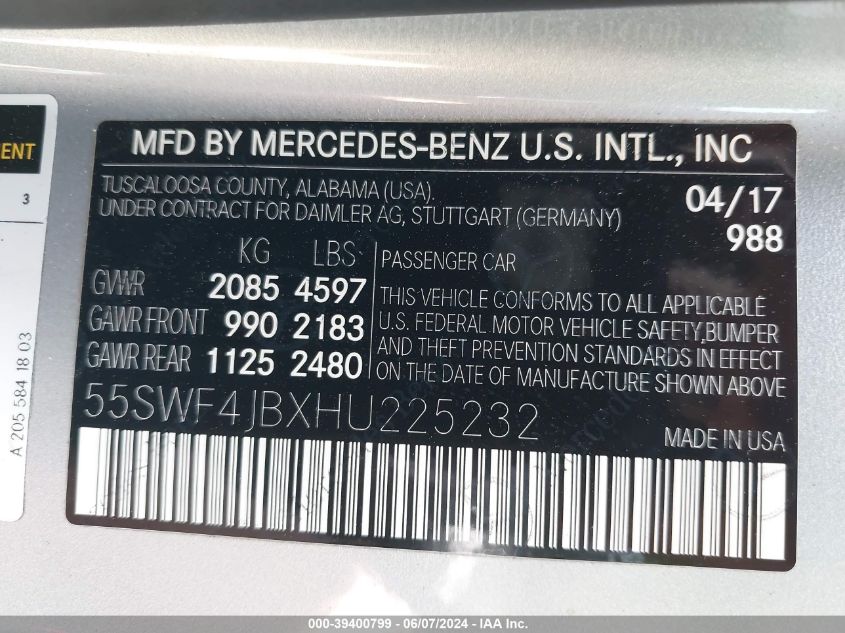 MENT
3
A 205 584 18 03
MFD BY MERCEDES-BENZ U.S. INTL., INC
TUSCALOOSA COUNTY, ALABAMA (USA).
UNDER CONTRACT FOR DAIMLER AG, STUTTGART (GERMANY)
04/17
988
KG LBS
GVWR 2085 4597
GAWR FRONT 990 2183
GAWR REAR 1125 2480
PASSENGER CAR
THIS VEHICLE CONFORMS TO ALL APPLICABLE
U.S. FEDERAL MOTOR VEHICLE SAFETY,BUMPER
AND THEFT PREVENTION STANDARDS IN EFFECT
ON THE DATE OF MANUFACTURE SHOWN ABOVE
55SWF4JBXHU225232
MADE IN USA
000-39400799 - 06/07/2024 - IAA Inc.